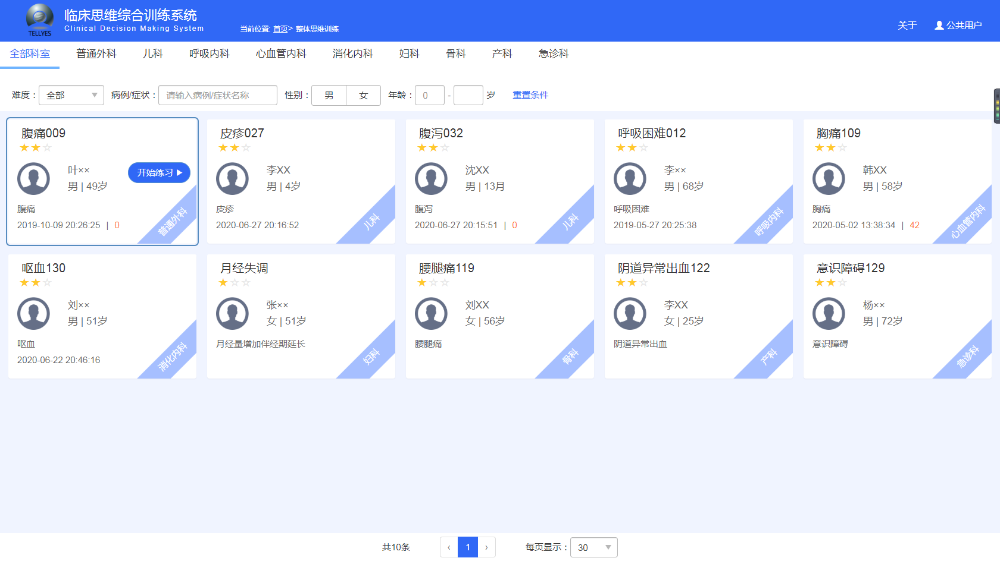 TELLYES
临床思维综合训练系统
Clinical Decision Making System
当前位置: 首页> 整体思维训练
关于
公共用户
全部科室 普通外科 儿科 呼吸内科 心血管内科 消化内科 妇科 骨科 产科 急诊科
难度： 全部 病例/症状： 请输入病例/症状名称 性别： 男 女 年龄： 0 - 岁 重置条件
腹痛009
叶××
开始练习
男 | 49岁
腹痛
2019-10-09 20:26:25 | 0
普通外科
皮疹027
李XX
男 | 4岁
皮疹
2020-06-27 20:16:52
儿科
腹泻032
沈XX
男 | 13月
腹泻
2020-06-27 20:15:51 | 0
儿科
呼吸困难012
李××
男 | 68岁
呼吸困难
2019-05-27 20:25:38
呼吸内科
胸痛109
韩XX
男 | 58岁
胸痛
2020-05-02 13:38:34 | 42
心血管内科
呕血130
刘××
男 | 51岁
呕血
2020-06-22 20:46:16
消化内科
月经失调
张××
女 | 51岁
月经量增加伴经期延长
妇科
腰腿痛119
刘XX
女 | 56岁
腰腿痛
骨科
阴道异常出血122
李XX
女 | 25岁
阴道异常出血
产科
意识障碍129
杨××
男 | 72岁
意识障碍
急诊科
共10条 ‹ 1 › 每页显示： 30